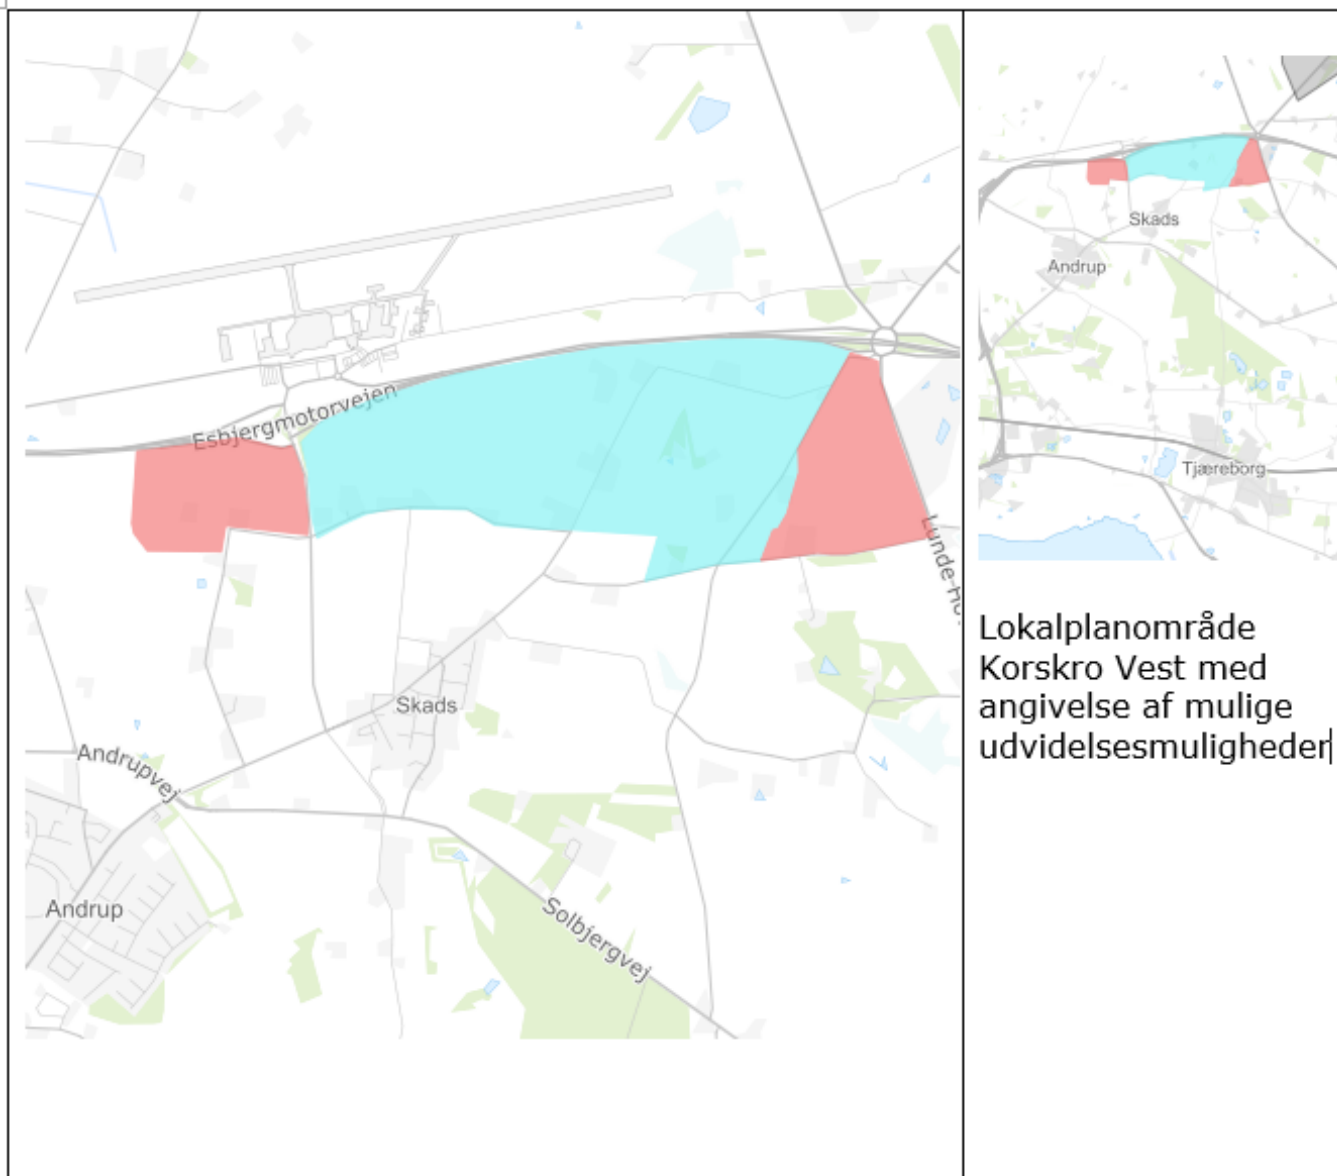 Esbjergmotorvejen
Skads
Andrupvej
Andrup
Solbjergvej
Skads
Andrup
Tjæreborg
Lokalplanområde
Korskro Vest med
angivelse af mulige
udvidelsesmuligheder